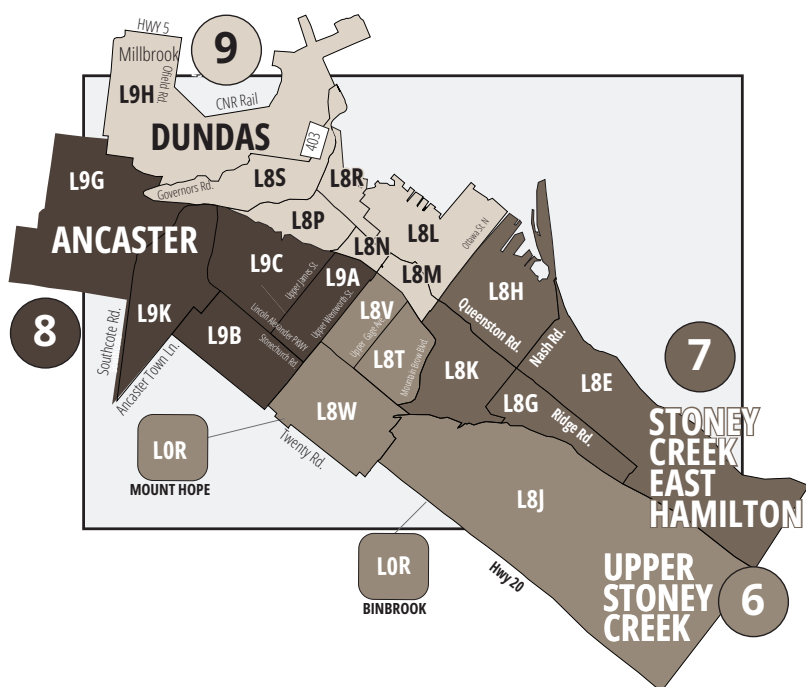 HWY 5
9
Millbrook
Ofield Rd.
L9H
CNR Rail
DUNDAS
403
L9G
Governors Rd.
L8S
L8R
L8P
L8L
Ottawa St. N
ANCASTER
L8N
L9C
Upper James St.
L9A
L8M
L8H
8
Southcote Rd.
L9K
Lincoln Alexander PKWY
Upper Wentworth St.
L8V
Queenston Rd.
L9B
Stonechurch Rd.
Upper Gage Av
L8T
Mountain Brow Blvd.
Nash Rd.
7
Ancaster Town Ln.
L8K
L8E
L8W
L8G
Ridge Rd.
STONEY
CREEK
EAST
HAMILTON
L0R
MOUNT HOPE
Twenty Rd.
L8J
L0R
BINBROOK
Hwy 20
UPPER
STONEY
CREEK
6